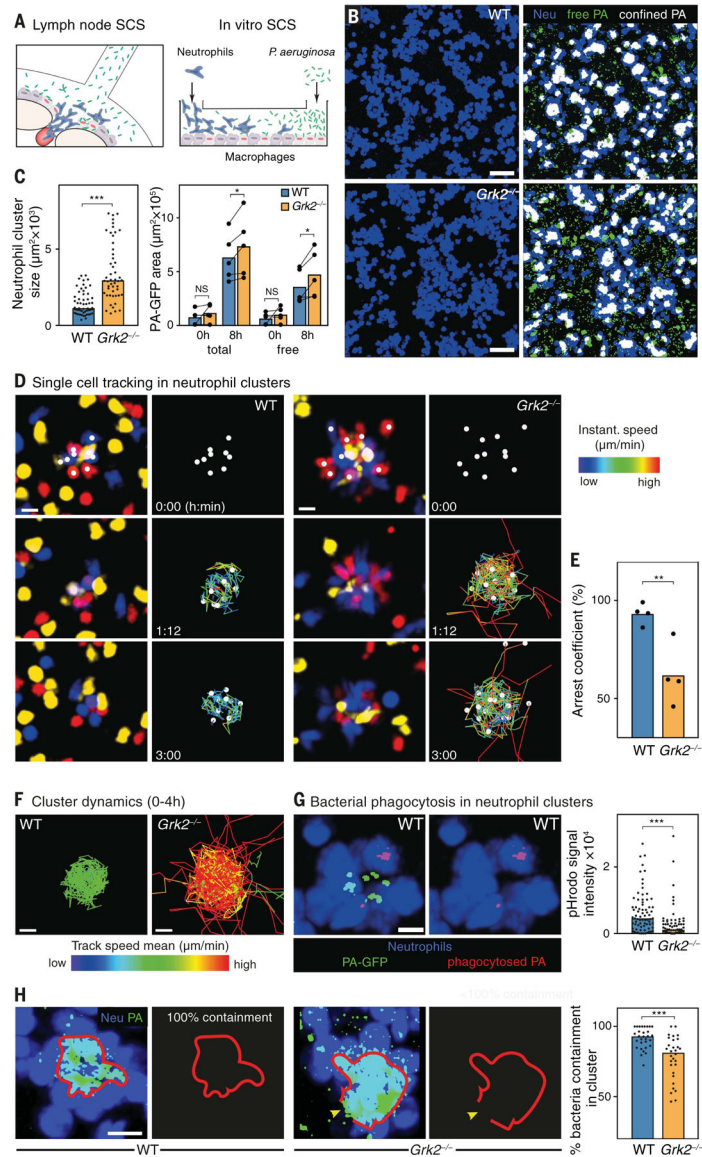 A
Lymph node SCS
In vitro SCS
Neutrophils
P. aeruginosa
Macrophages
B
WT
Neu free PA confined PA
Grk2–/–
C
Neutrophil cluster
size (µm²×10³)
5
0
***
WT Grk2–/–
PA-GFP area (µm²×10⁵)
10
5
0
WT
Grk2–/–
NS
*
NS
*
0h 8h 0h 8h
total free
D Single cell tracking in neutrophil clusters
WT
Grk2–/–
0:00 (h:min)
0:00
1:12
1:12
3:00
3:00
Instant. speed
(µm/min)
low high
E
Arrest coefficient (%)
100
50
**
WT Grk2–/–
F Cluster dynamics (0-4h)
WT
Grk2–/–
Track speed mean (µm/min)
low high
G Bacterial phagocytosis in neutrophil clusters
WT
WT
Neutrophils
PA-GFP phagocytosed PA
pHrodo signal
intensity ×10⁴
2
0
***
WT Grk2–/–
H
Neu PA
100% containment
<100% containment
WT
Grk2–/–
% bacteria containment
in cluster
100
50
***
WT Grk2–/–